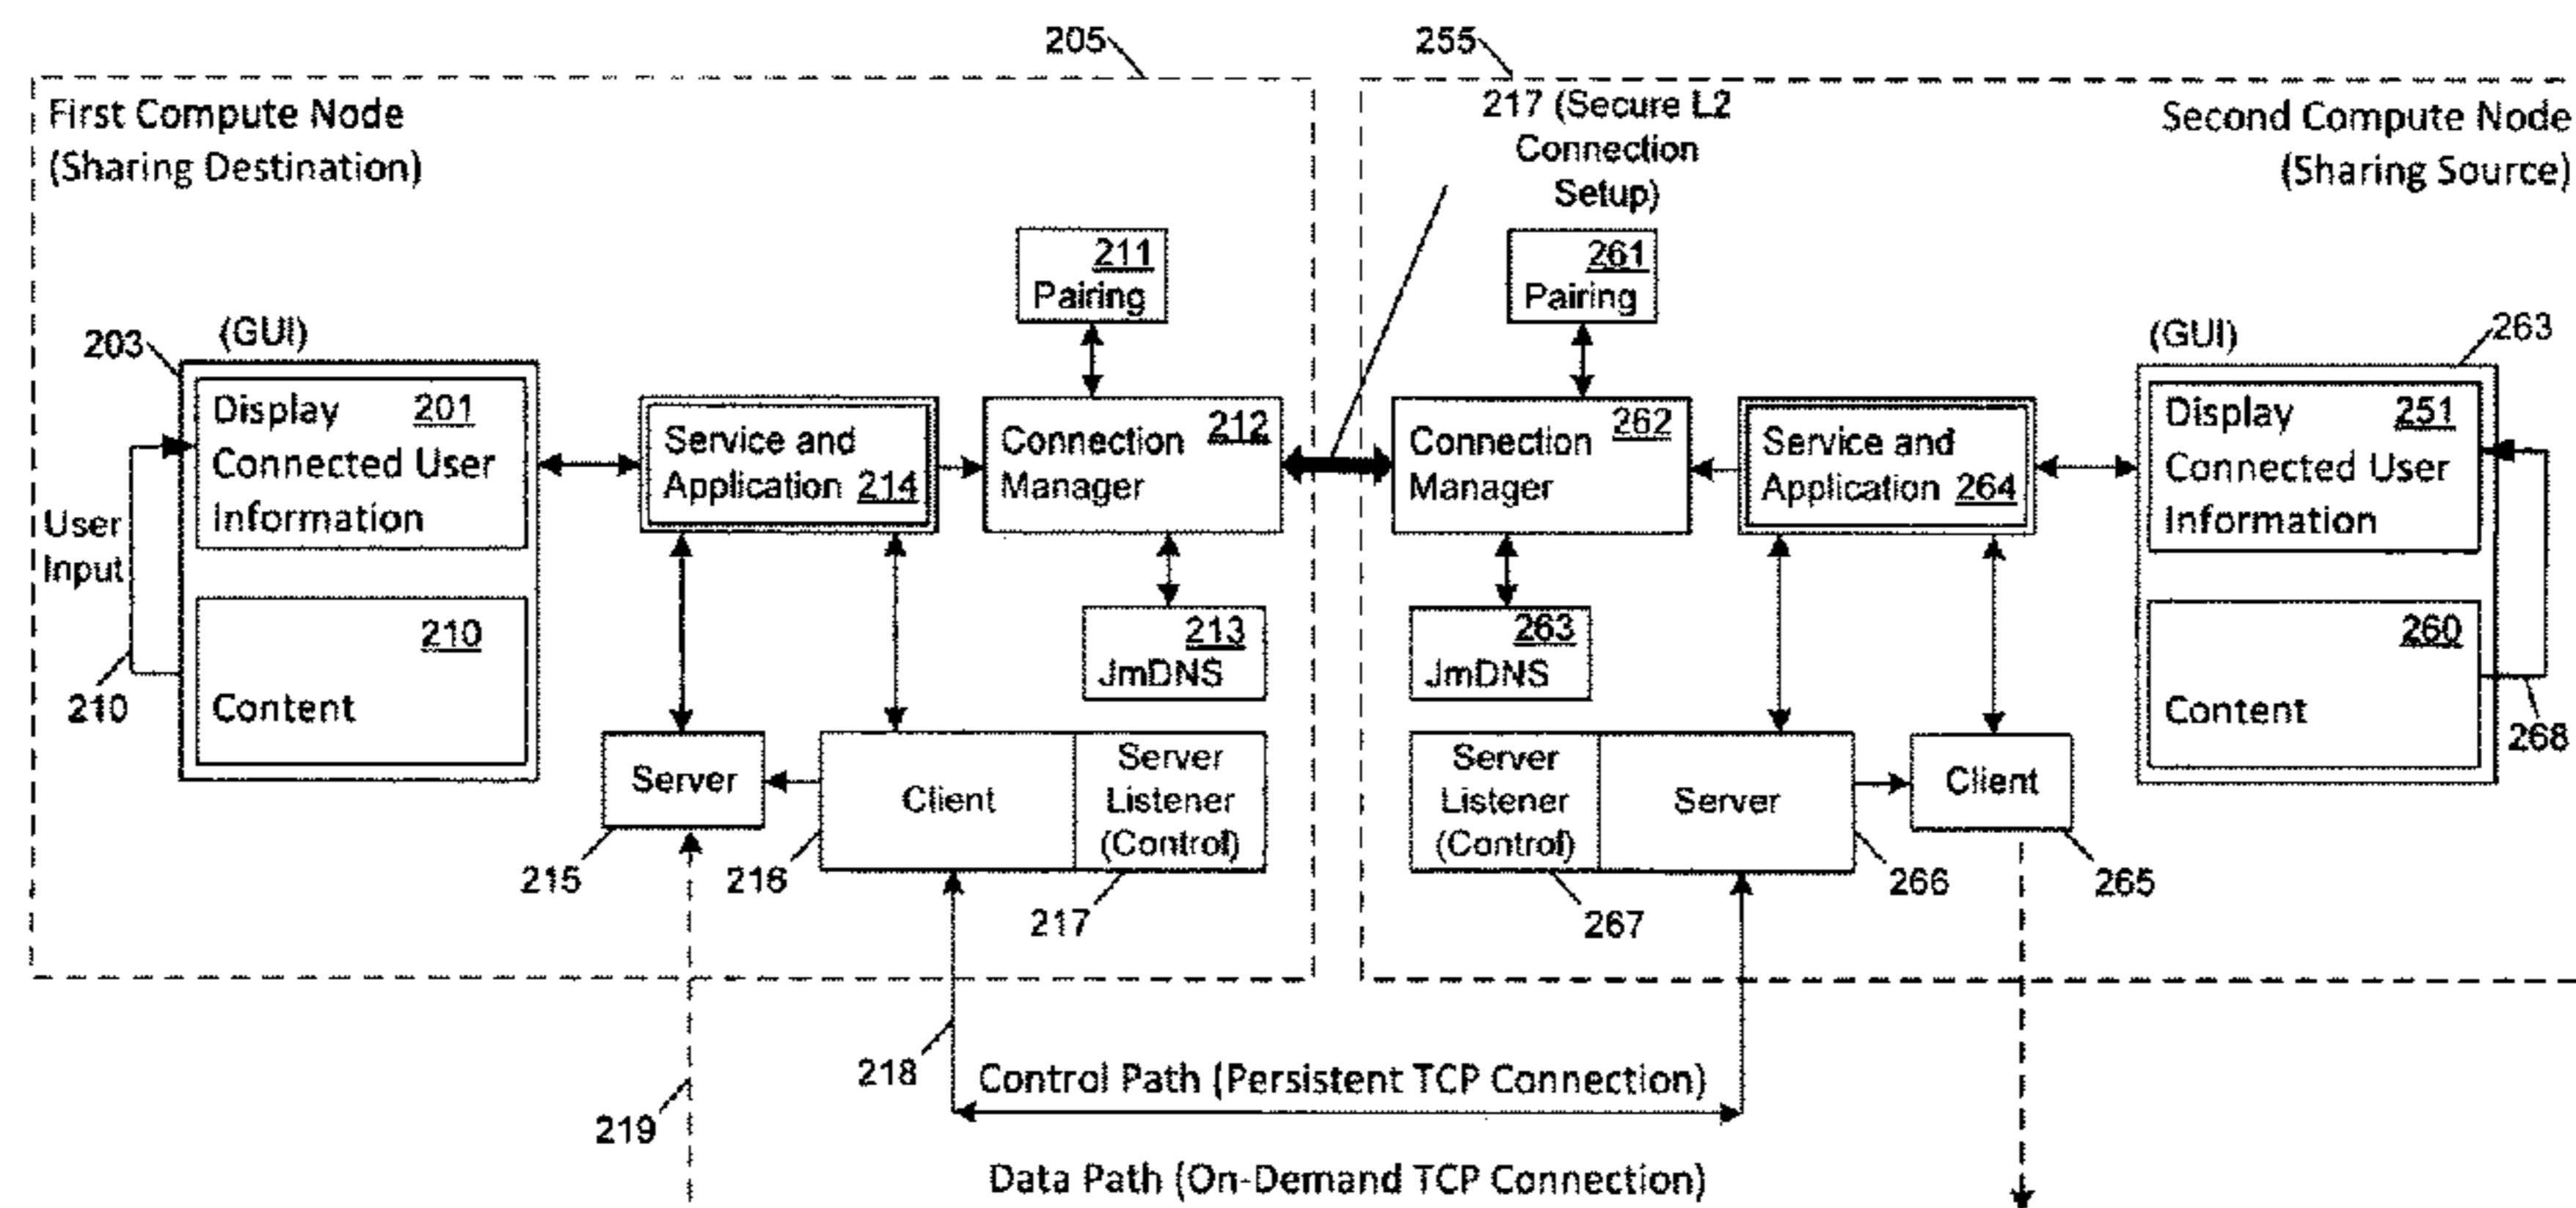 205
255
First Compute Node
(Sharing Destination)
217 (Secure L2
Connection
Setup)
Second Compute Node
(Sharing Source)
211
Pairing
261
Pairing
203
(GUI)
(GUI)
263
Display 201
Connected User
Information
Service and
Application 214
Connection 212
Manager
Connection 262
Manager
Service and
Application 264
Display 251
Connected User
Information
User
Input
210
Content
210
213
JmDNS
263
JmDNS
260
Content
268
Server
Client
Server
Listener
(Control)
Server
Listener
(Control)
Server
Client
215
216
217
267
266
265
218
Control Path (Persistent TCP Connection)
219
Data Path (On-Demand TCP Connection)